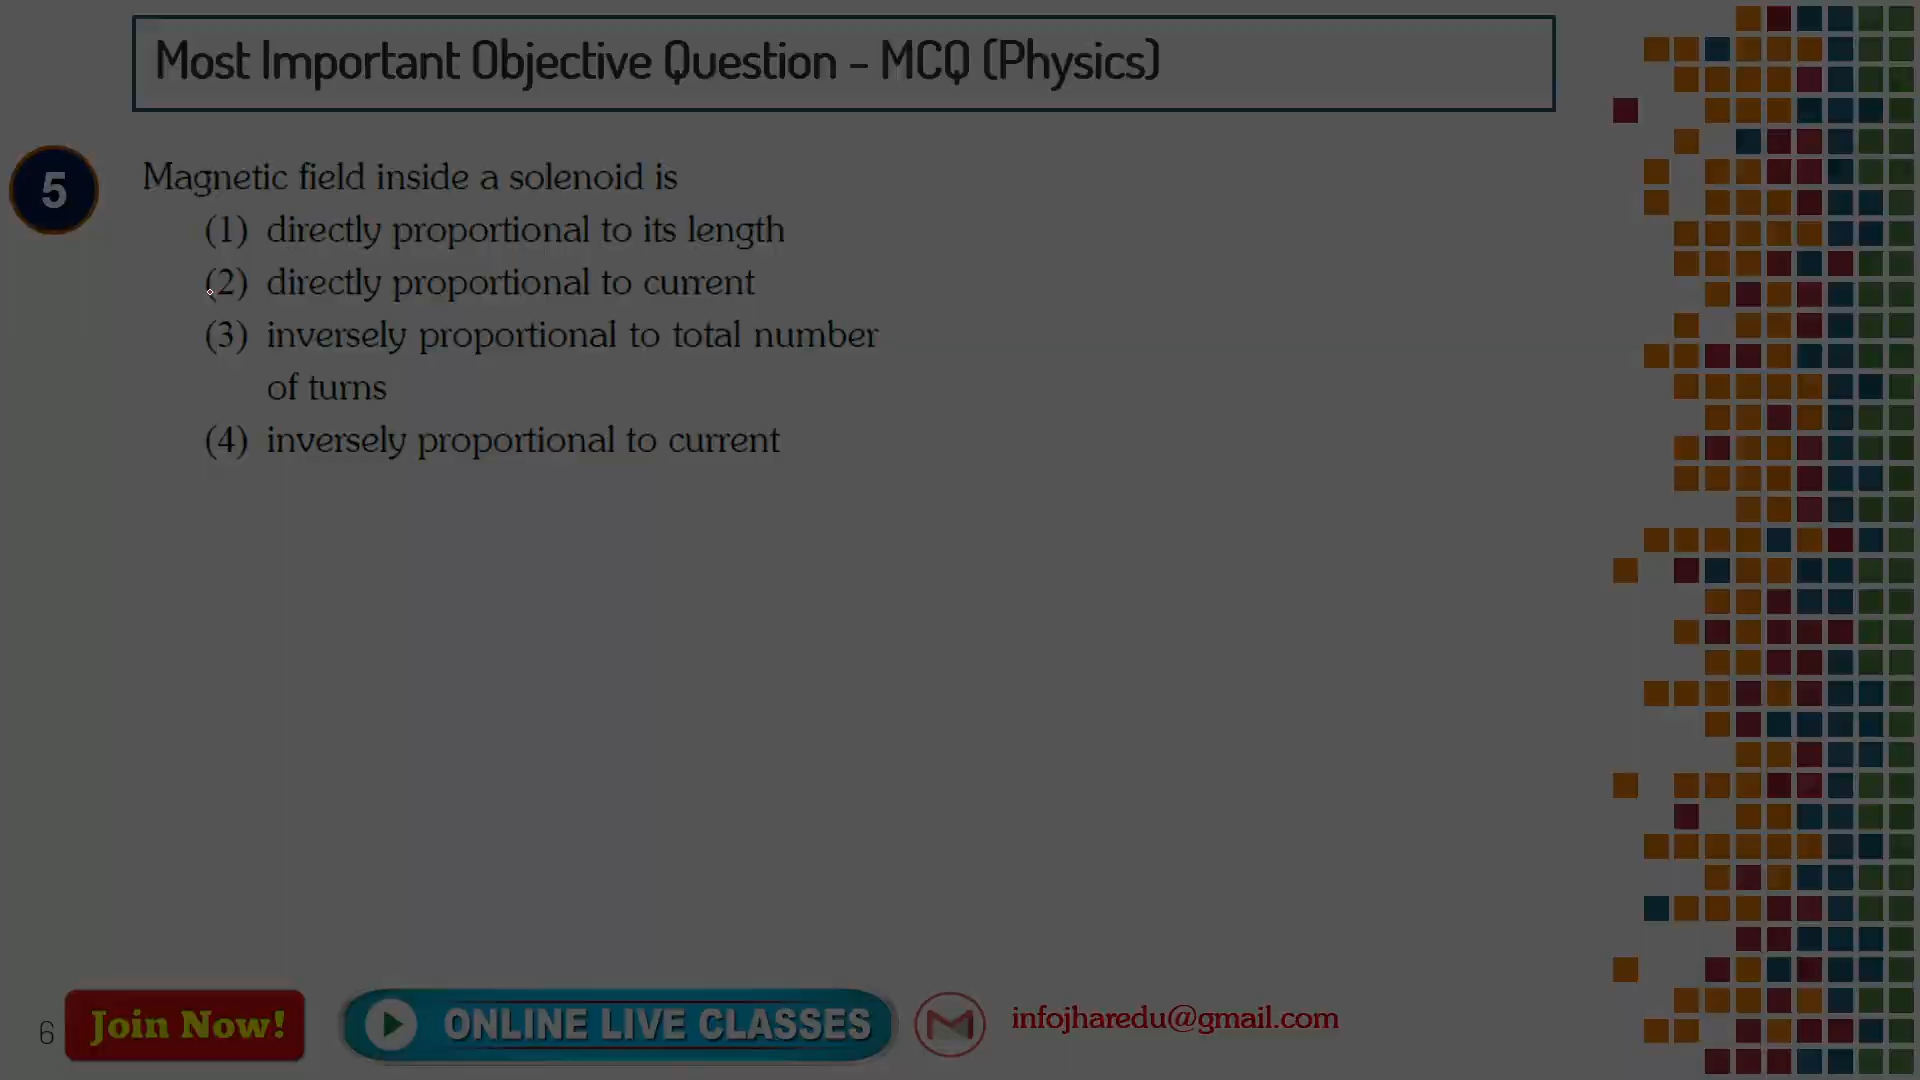 Most Important Objective Question - MCQ (Physics)
5
Magnetic field inside a solenoid is
(1) directly proportional to its length
(2) directly proportional to current
(3) inversely proportional to total number
of turns
(4) inversely proportional to current
6
Join Now!
ONLINE LIVE CLASSES
infojharedu@gmail.com